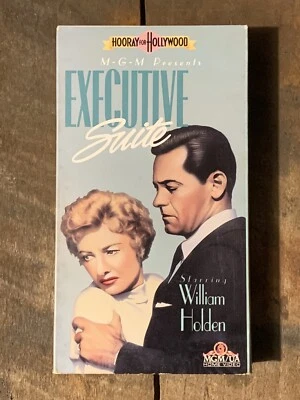 HOORAY FOR HOLLYWOOD
M-G-M Presents
EXECUTIVE
Suite
Starring
William
Holden
MGM/UA
HOME VIDEO